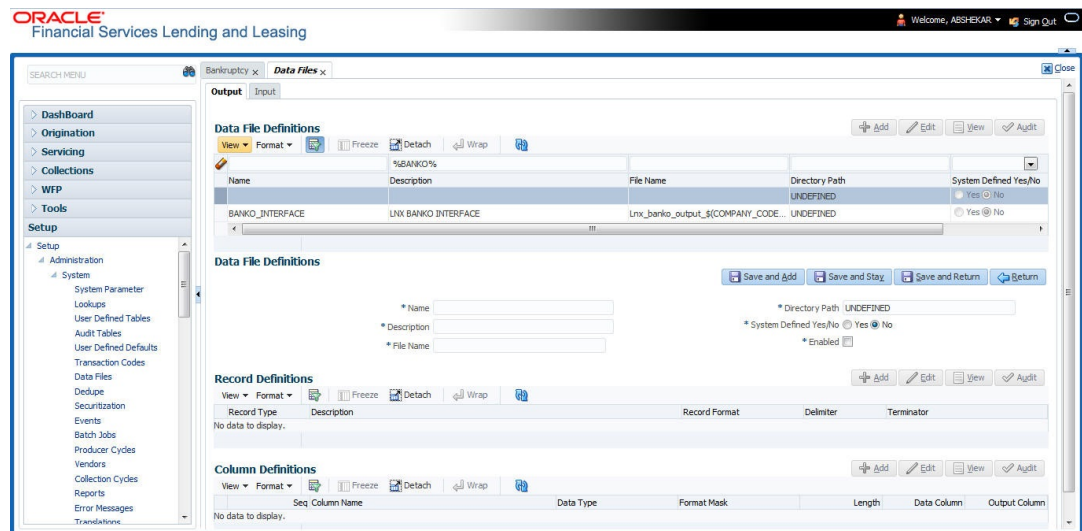 ORACLE®
Financial Services Lending and Leasing
Welcome, ABSHEKAR Sign Out
SEARCH MENU
Bankruptcy x Data Files x
Close
Output Input
DashBoard
Origination
Servicing
Collections
WFP
Tools
Setup
Setup
Administration
System
System Parameter
Lookups
User Defined Tables
Audit Tables
User Defined Defaults
Transaction Codes
Data Files
Dedupe
Securitization
Events
Batch Jobs
Producer Cycles
Vendors
Collection Cycles
Reports
Error Messages
Translations
Data File Definitions
Add Edit View Audit
View Format Freeze Detach Wrap
%BANKO%
Name Description File Name Directory Path System Defined Yes/No
UNDEFINED Yes No
BANKO_INTERFACE LNX BANKO INTERFACE Lnx_banko_output_$(COMPANY_CODE... UNDEFINED Yes No
Data File Definitions
Save and Add Save and Stay Save and Return Return
* Name
* Description
* File Name
* Directory Path UNDEFINED
* System Defined Yes/No Yes No
* Enabled
Record Definitions
Add Edit View Audit
View Format Freeze Detach Wrap
Record Type Description Record Format Delimiter Terminator
No data to display.
Column Definitions
Add Edit View Audit
View Format Freeze Detach Wrap
Seq Column Name Data Type Format Mask Length Data Column Output Column
No data to display.